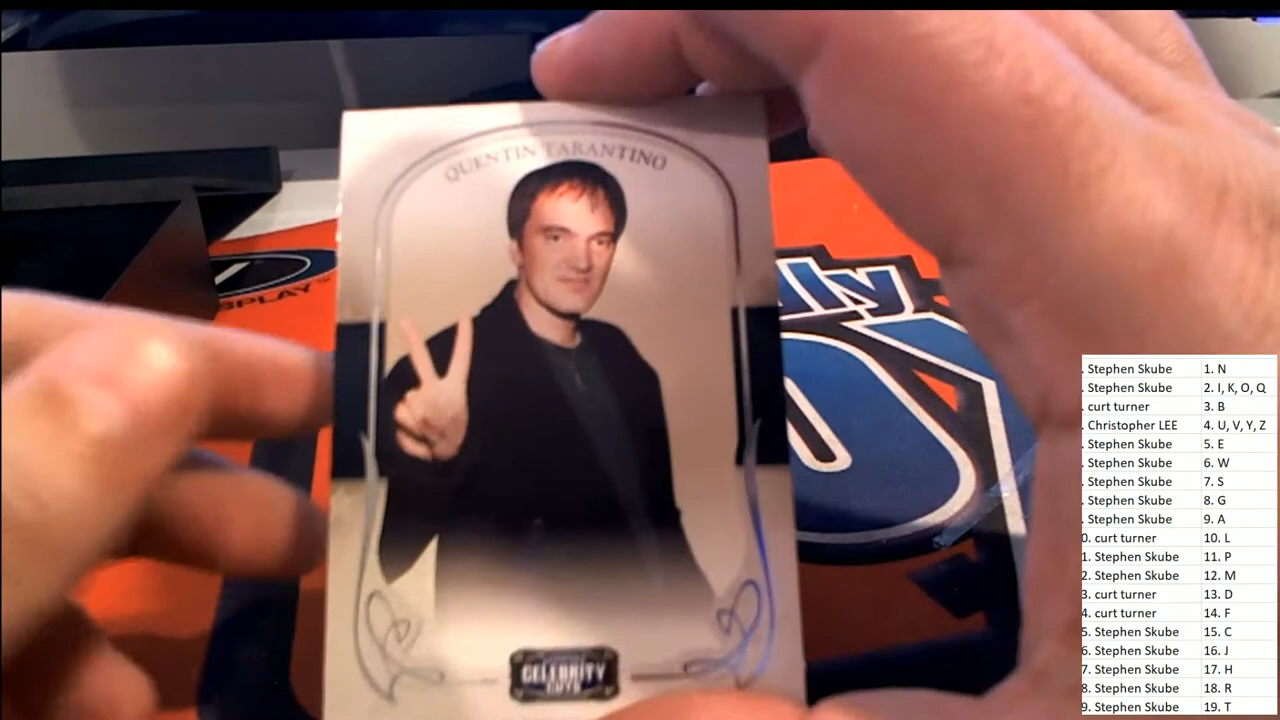 QUENTIN TARANTINO
CELEBRITY
CUTS
. Stephen Skube 1. N
. Stephen Skube 2. I, K, O, Q
. curt turner 3. B
. Christopher LEE 4. U, V, Y, Z
. Stephen Skube 5. E
. Stephen Skube 6. W
. Stephen Skube 7. S
. Stephen Skube 8. G
. Stephen Skube 9. A
0. curt turner 10. L
1. Stephen Skube 11. P
2. Stephen Skube 12. M
3. curt turner 13. D
4. curt turner 14. F
5. Stephen Skube 15. C
6. Stephen Skube 16. J
7. Stephen Skube 17. H
8. Stephen Skube 18. R
9. Stephen Skube 19. T